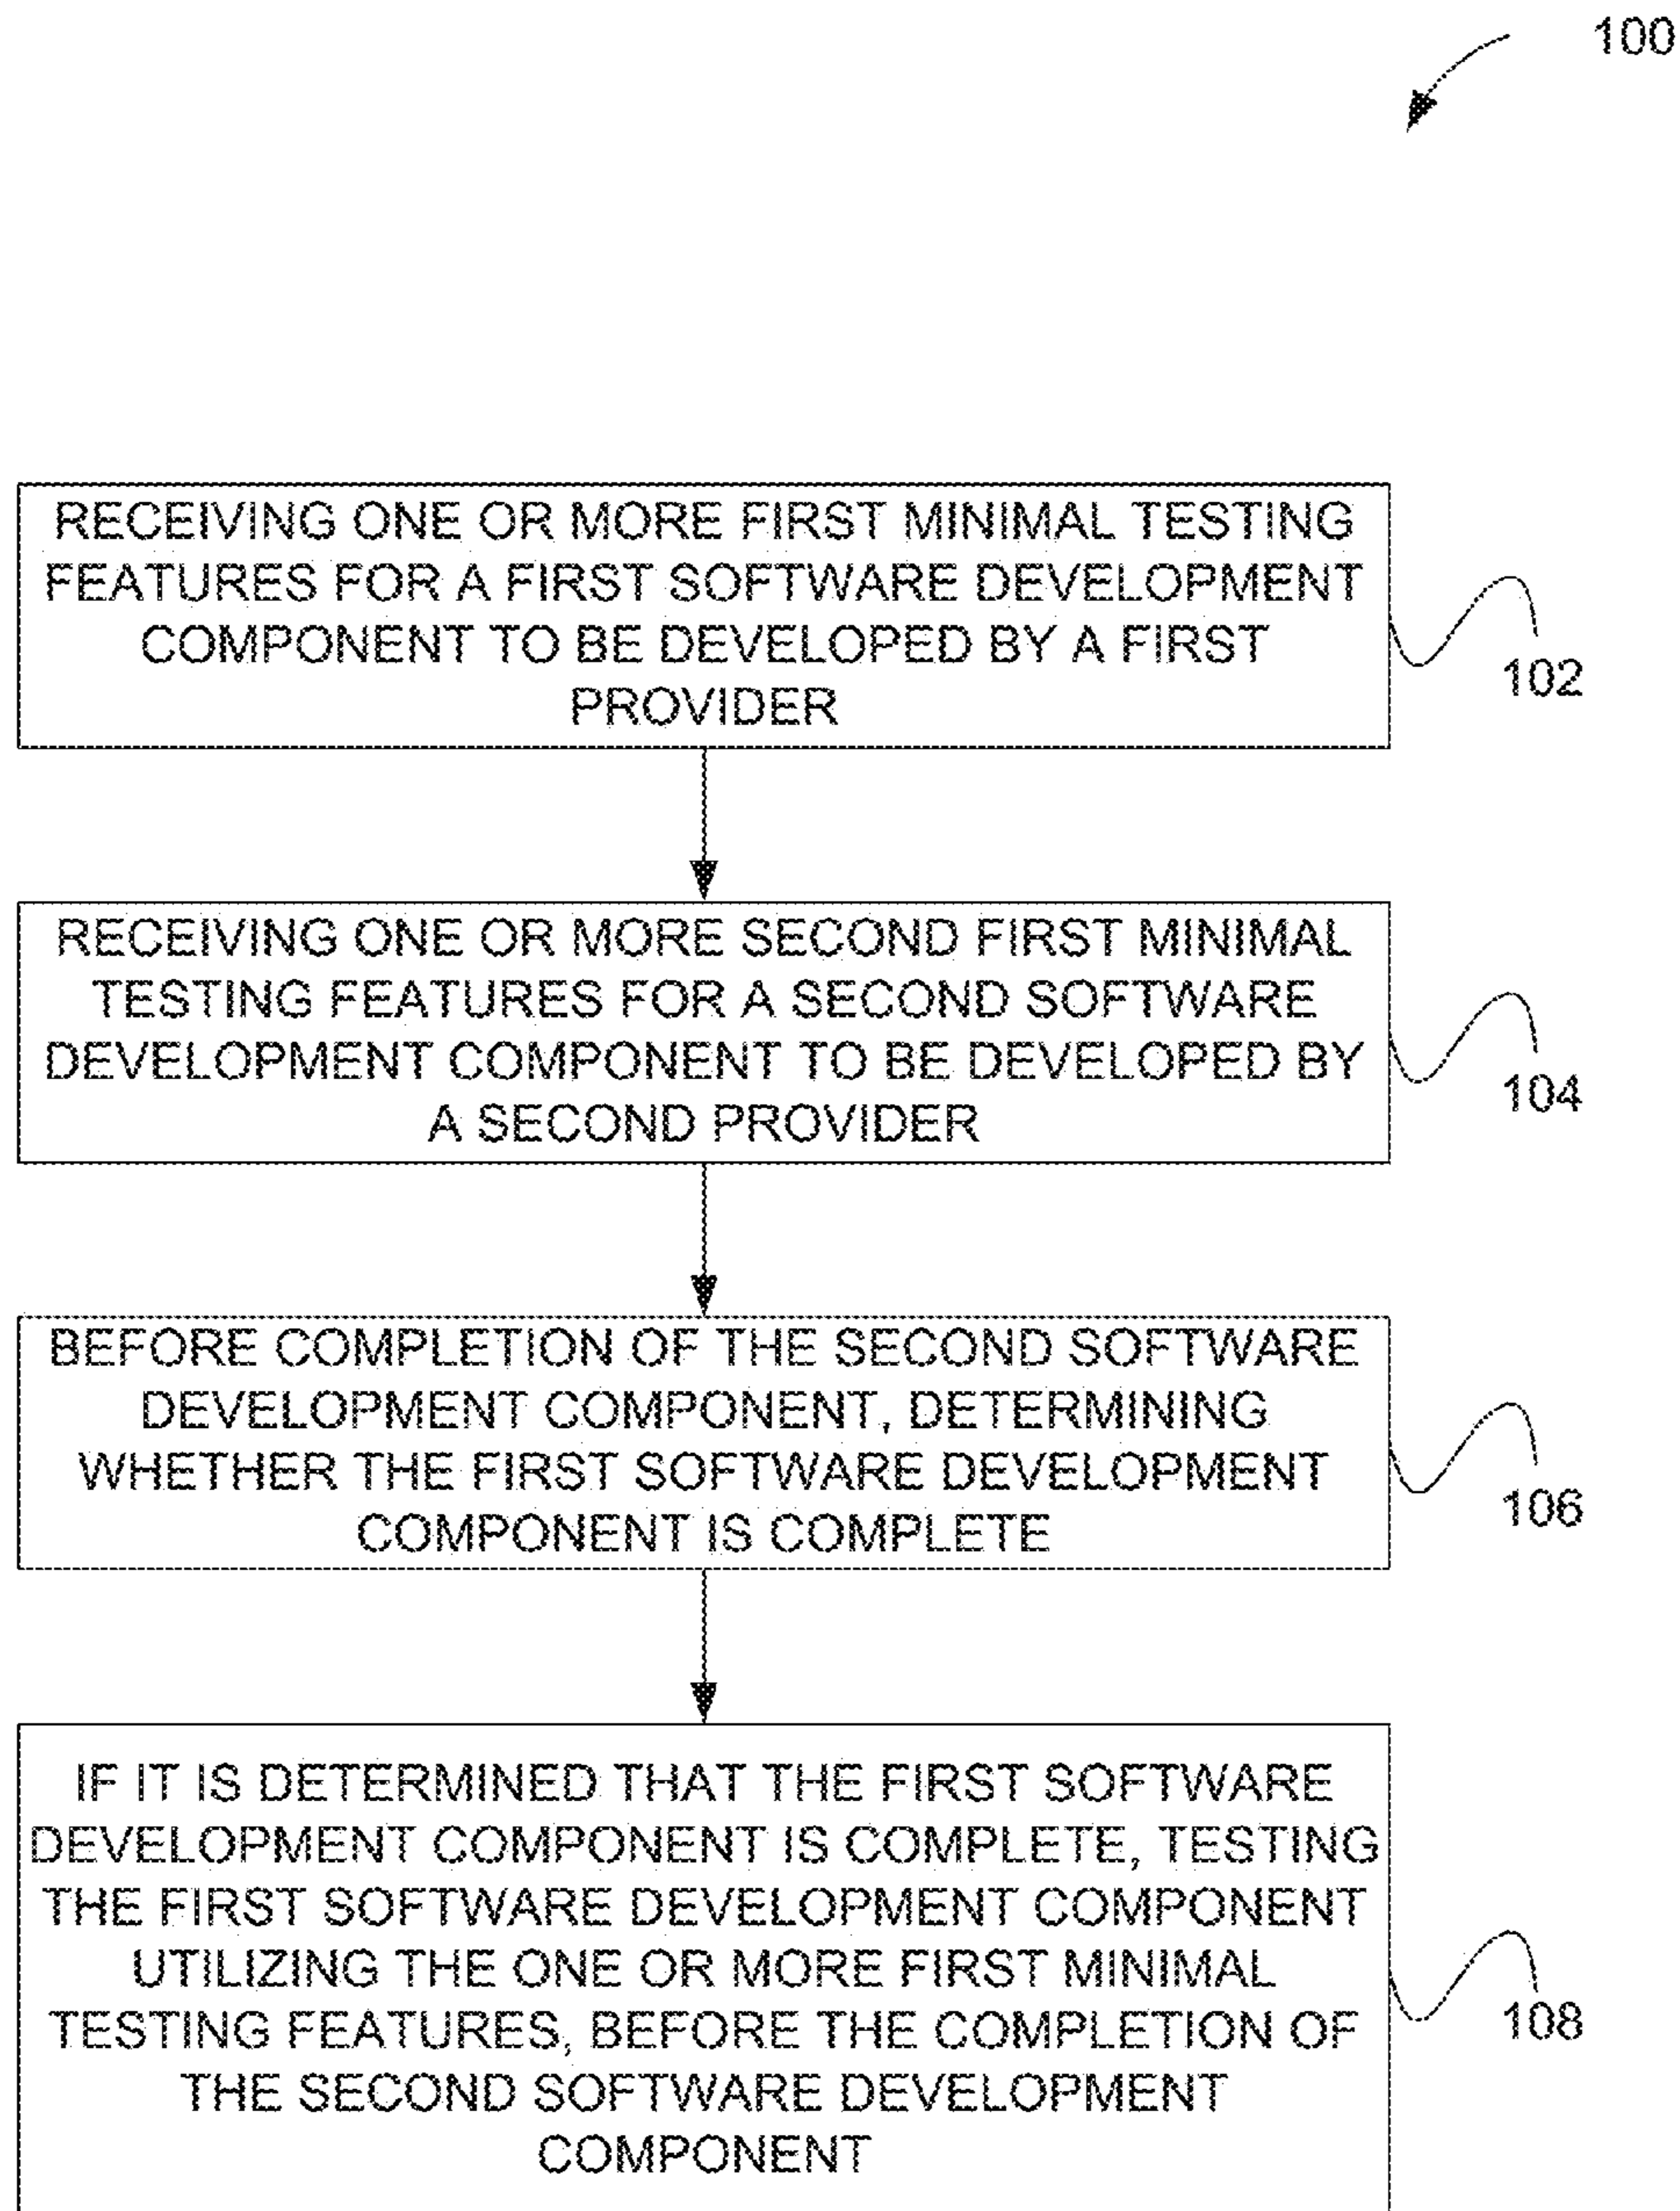 100
RECEIVING ONE OR MORE FIRST MINIMAL TESTING
FEATURES FOR A FIRST SOFTWARE DEVELOPMENT
COMPONENT TO BE DEVELOPED BY A FIRST
PROVIDER
102
RECEIVING ONE OR MORE SECOND FIRST MINIMAL
TESTING FEATURES FOR A SECOND SOFTWARE
DEVELOPMENT COMPONENT TO BE DEVELOPED BY
A SECOND PROVIDER
104
BEFORE COMPLETION OF THE SECOND SOFTWARE
DEVELOPMENT COMPONENT, DETERMINING
WHETHER THE FIRST SOFTWARE DEVELOPMENT
COMPONENT IS COMPLETE
106
IF IT IS DETERMINED THAT THE FIRST SOFTWARE
DEVELOPMENT COMPONENT IS COMPLETE, TESTING
THE FIRST SOFTWARE DEVELOPMENT COMPONENT
UTILIZING THE ONE OR MORE FIRST MINIMAL
TESTING FEATURES, BEFORE THE COMPLETION OF
THE SECOND SOFTWARE DEVELOPMENT
COMPONENT
108